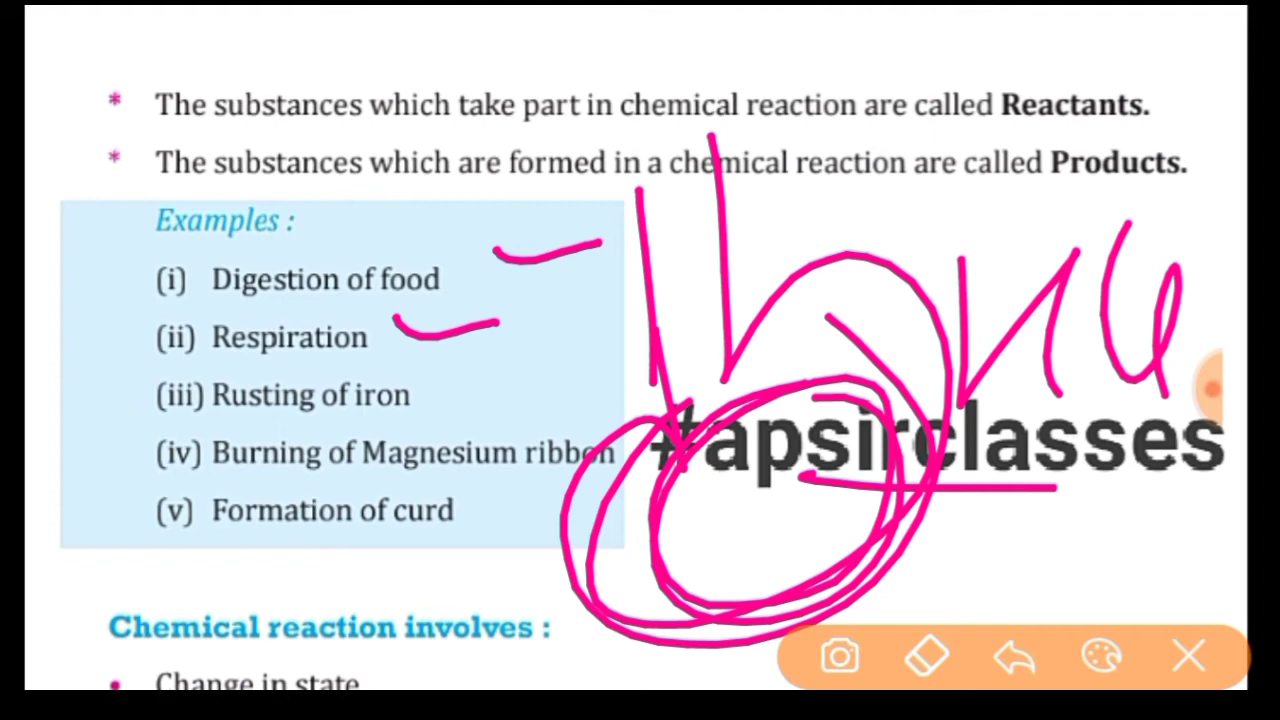 * The substances which take part in chemical reaction are called Reactants.
* The substances which are formed in a chemical reaction are called Products.
Examples :
(i) Digestion of food
(ii) Respiration
(iii) Rusting of iron
(iv) Burning of Magnesium ribbon
#apsirclasses
(v) Formation of curd
Chemical reaction involves :
• Change in state